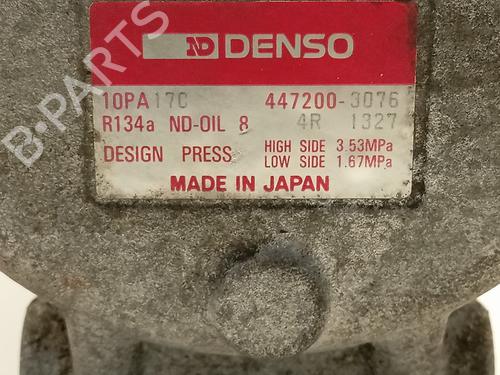 ND DENSO
10PA17C 447200-3076
R134a ND-OIL 8 4R 1327
DESIGN PRESS HIGH SIDE 3.53MPa
LOW SIDE 1.67MPa
MADE IN JAPAN
B-PARTS